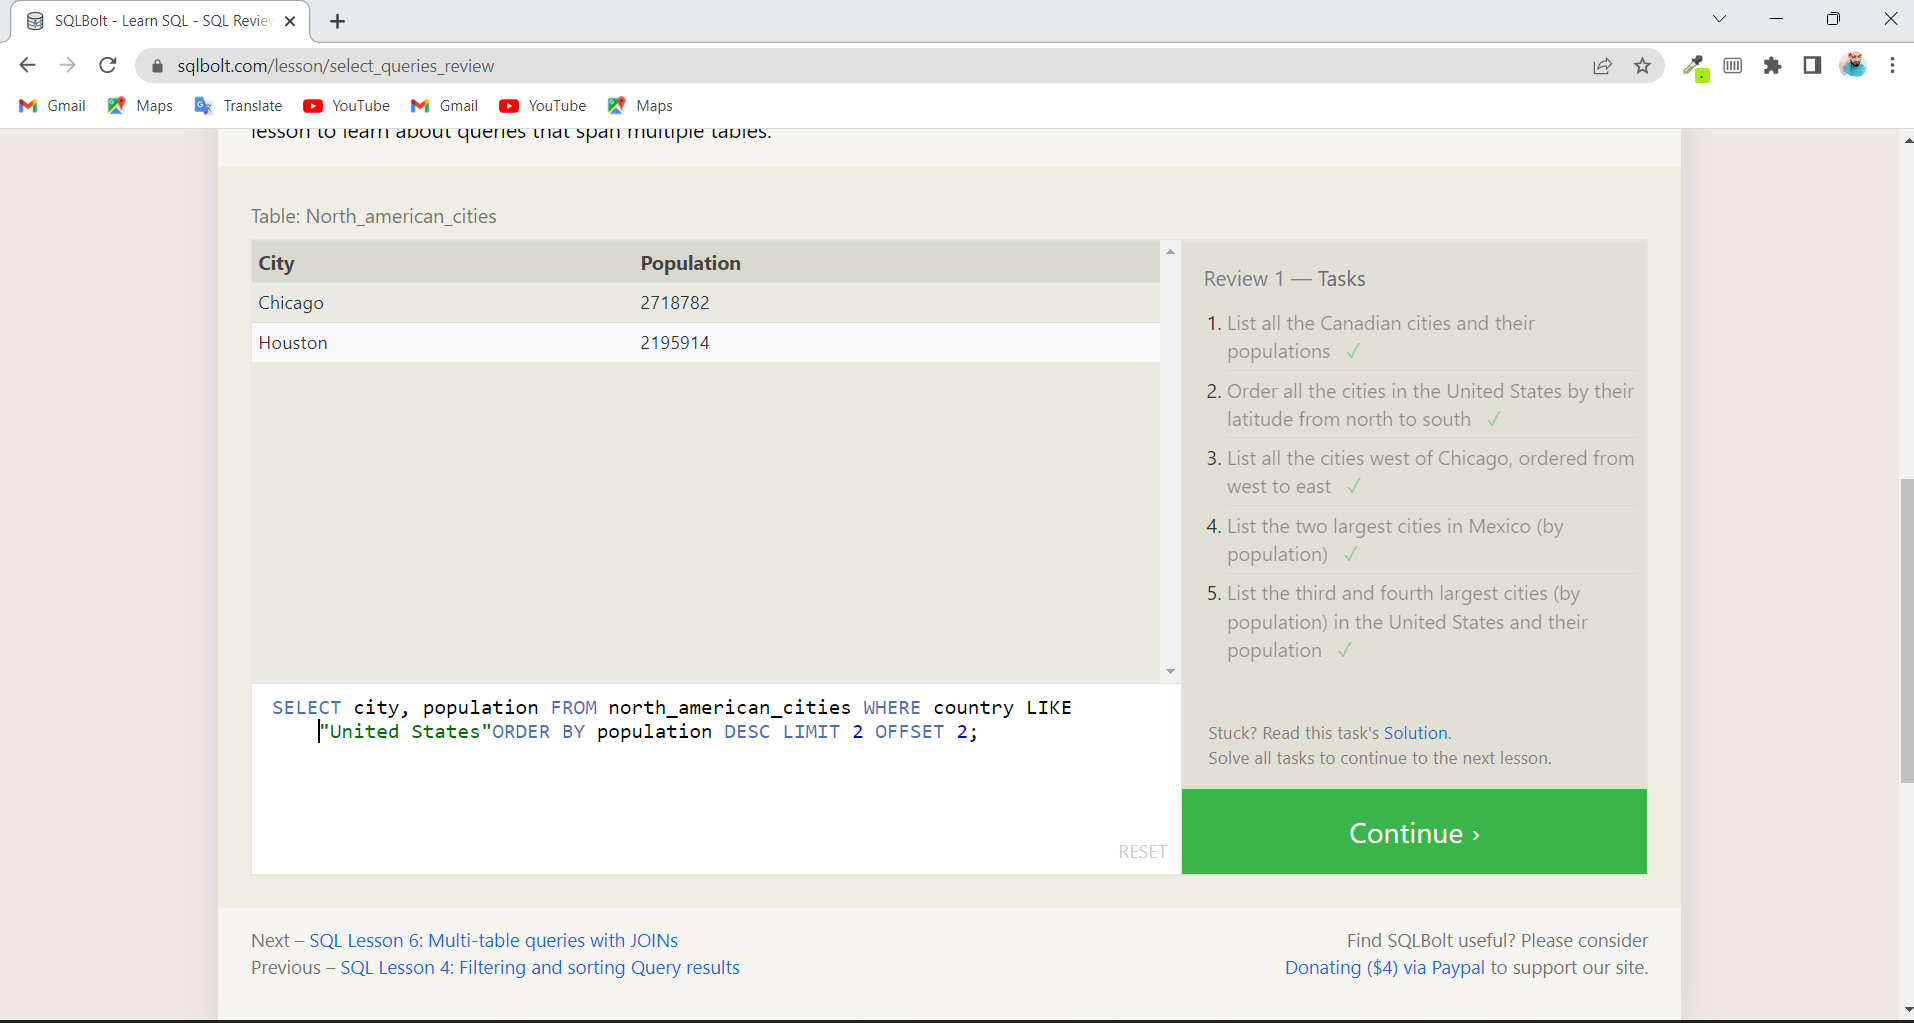 SQLBolt - Learn SQL - SQL Review
sqlbolt.com/lesson/select_queries_review
Gmail Maps Translate YouTube Gmail YouTube Maps
lesson to learn about queries that span multiple tables.
Table: North_american_cities
City Population
Chicago 2718782
Houston 2195914
Review 1 — Tasks
1. List all the Canadian cities and their
populations ✓
2. Order all the cities in the United States by their
latitude from north to south ✓
3. List all the cities west of Chicago, ordered from
west to east ✓
4. List the two largest cities in Mexico (by
population) ✓
5. List the third and fourth largest cities (by
population) in the United States and their
population ✓
SELECT city, population FROM north_american_cities WHERE country LIKE
"United States"ORDER BY population DESC LIMIT 2 OFFSET 2;
RESET
Stuck? Read this task's Solution.
Solve all tasks to continue to the next lesson.
Continue ›
Next – SQL Lesson 6: Multi-table queries with JOINs
Previous – SQL Lesson 4: Filtering and sorting Query results
Find SQLBolt useful? Please consider
Donating ($4) via Paypal to support our site.